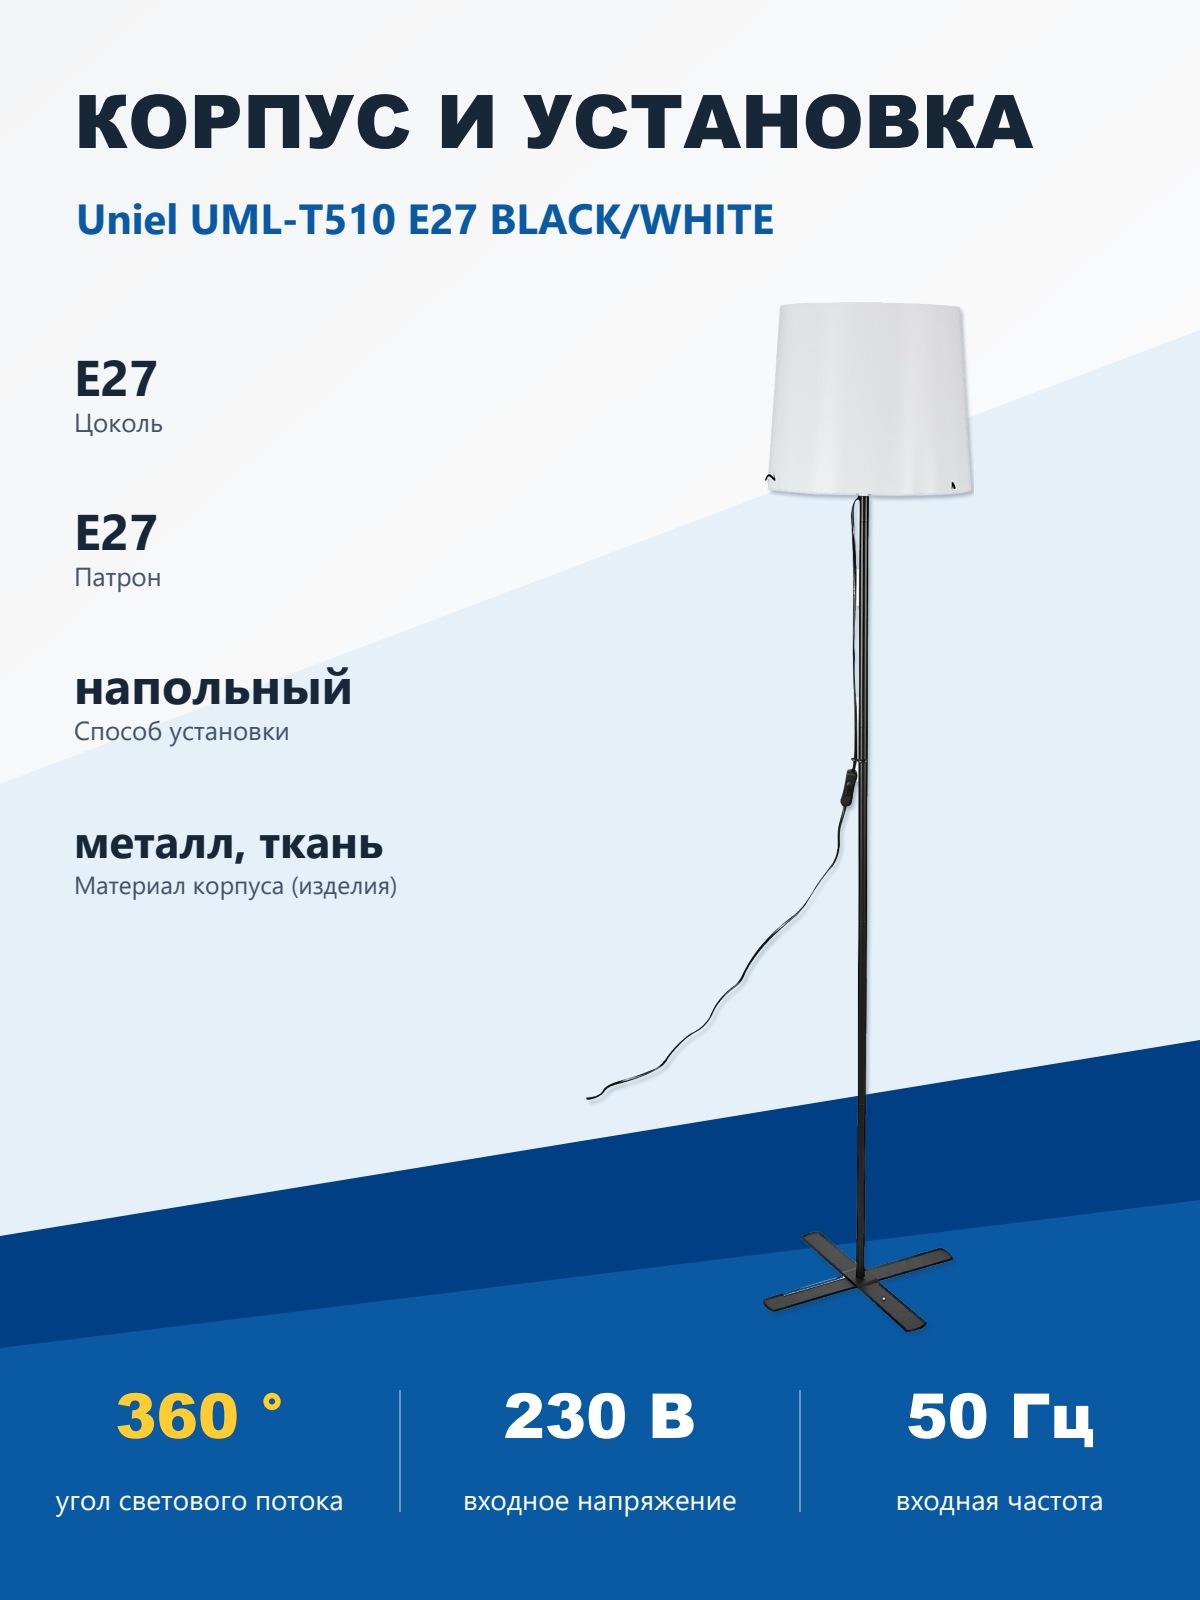 КОРПУС И УСТАНОВКА
Uniel UML-T510 E27 BLACK/WHITE
E27
Цоколь
E27
Патрон
напольный
Способ установки
металл, ткань
Материал корпуса (изделия)
360 °
угол светового потока
230 В
входное напряжение
50 Гц
входная частота